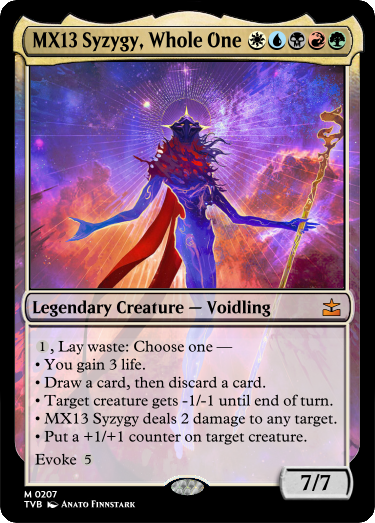 MX13 Syzygy, Whole One
Legendary Creature — Voidling
1, Lay waste: Choose one —
• You gain 3 life.
• Draw a card, then discard a card.
• Target creature gets -1/-1 until end of turn.
• MX13 Syzygy deals 2 damage to any target.
• Put a +1/+1 counter on target creature.
Evoke 5
7/7
M 0207
TVB Anato Finnstark